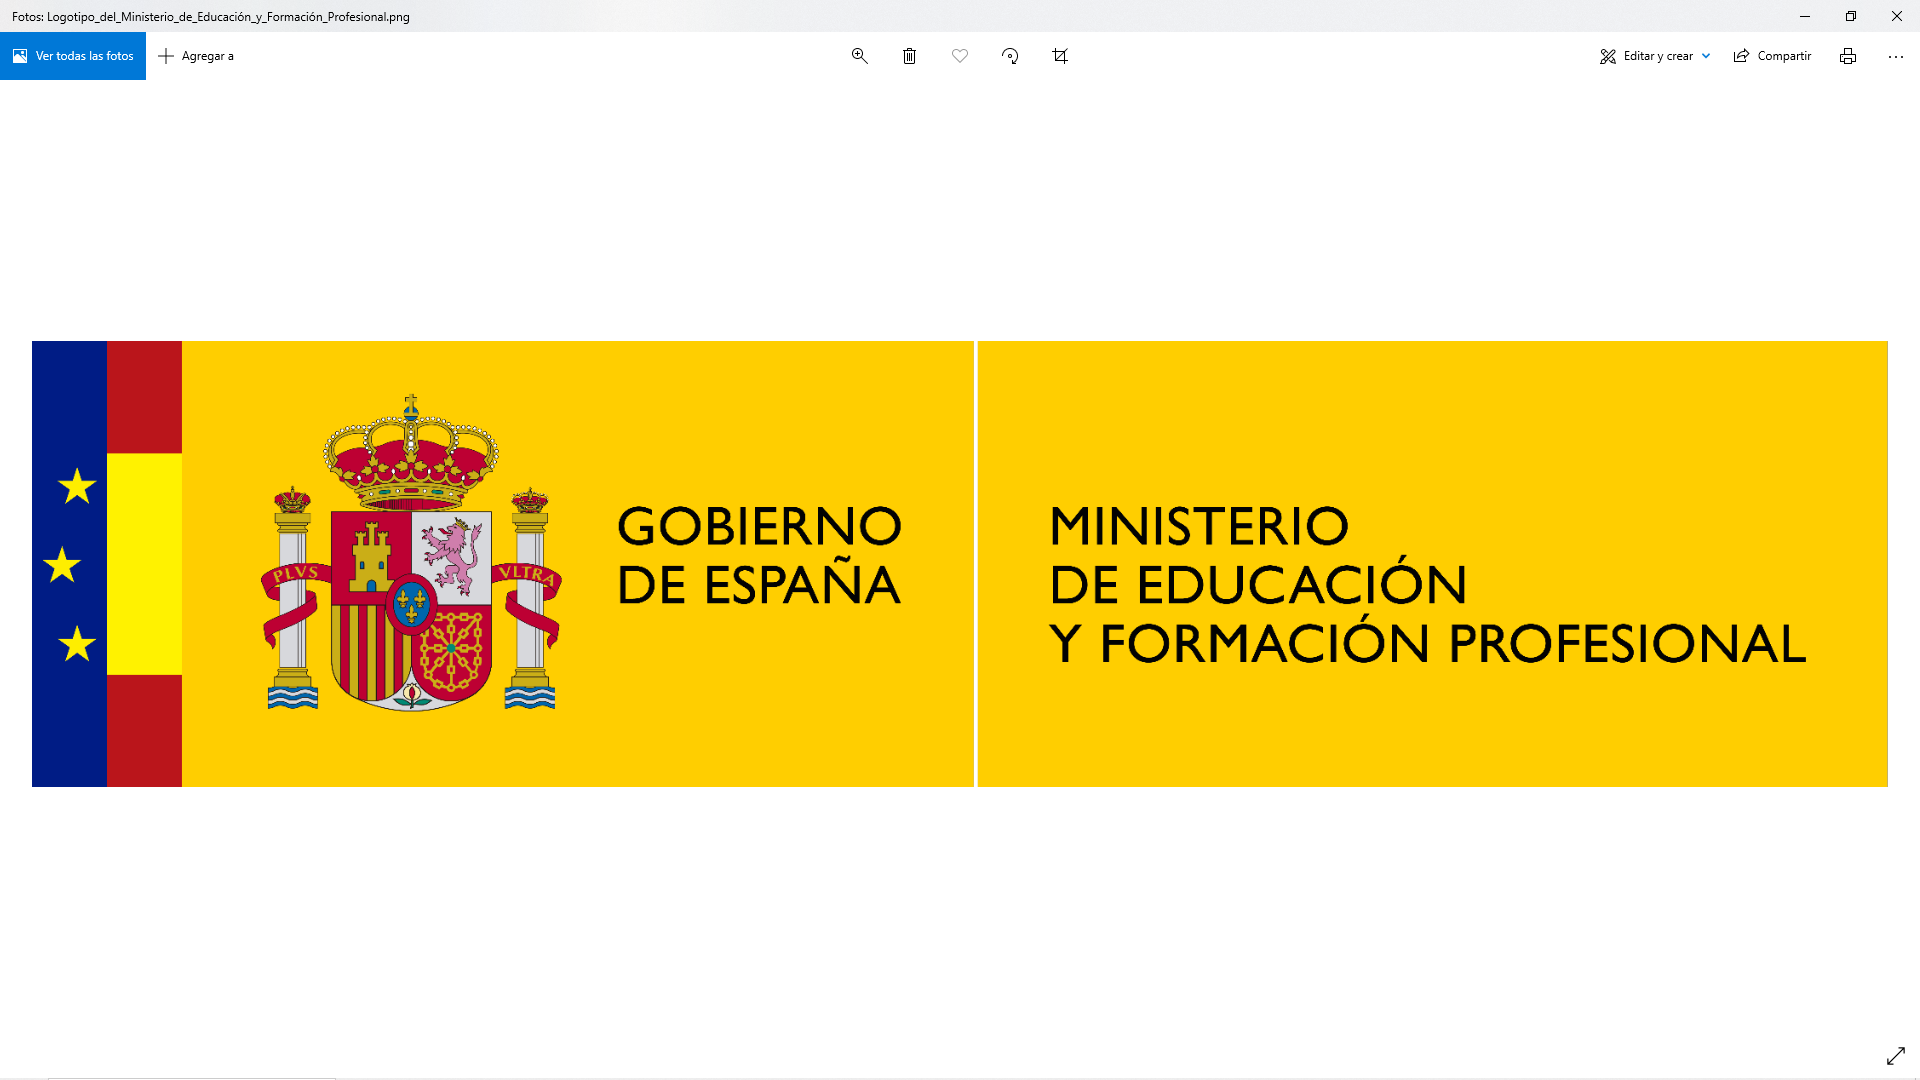 Fotos: Logotipo_del_Ministerio_de_Educación_y_Formación_Profesional.png
Ver todas las fotos
Agregar a
Editar y crear
Compartir
PLVS
VLTRA
GOBIERNO
DE ESPAÑA
MINISTERIO
DE EDUCACIÓN
Y FORMACIÓN PROFESIONAL